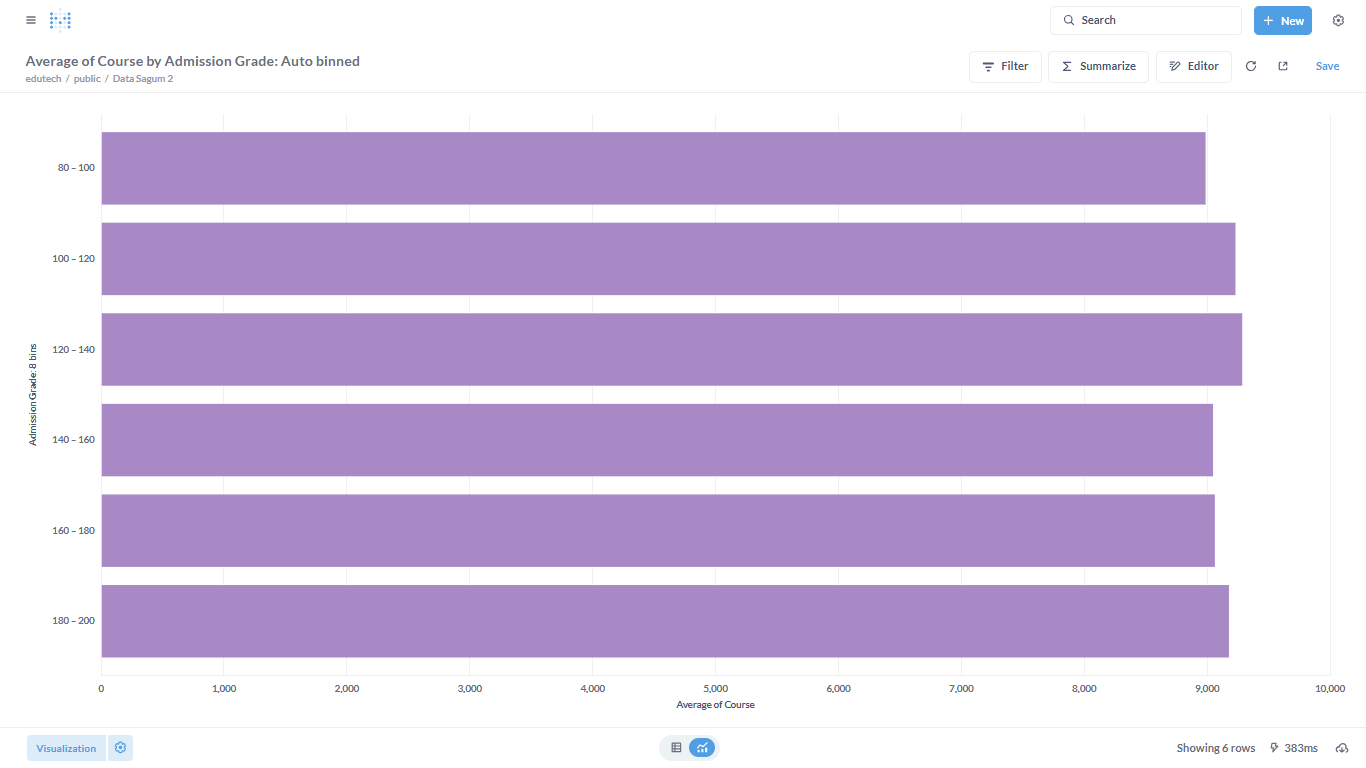 Search
New
Average of Course by Admission Grade: Auto binned
edutech / public / Data Sagum 2
Filter
Summarize
Editor
Save
80 – 100
100 – 120
120 – 140
140 – 160
160 – 180
180 – 200
Admission Grade: 8 bins
0 1,000 2,000 3,000 4,000 5,000 6,000 7,000 8,000 9,000 10,000
Average of Course
Visualization
Showing 6 rows
383ms